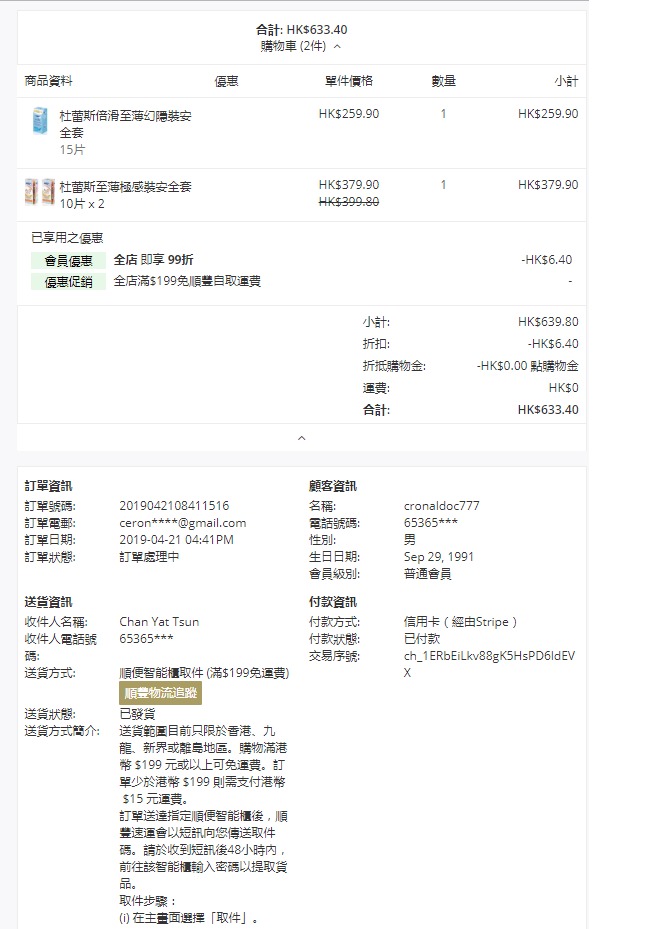 合計: HK$633.40
購物車 (2件)
商品資料 優惠 單件價格 數量 小計
杜蕾斯倍滑至薄幻隱裝安 HK$259.90 1 HK$259.90
全套
15片
杜蕾斯至薄極感裝安全套 HK$379.90 1 HK$379.90
10片 x 2 HK$399.80
已享用之優惠
會員優惠 全店 即享 99折 -HK$6.40
優惠促銷 全店滿$199免順豐自取運費 -
小計: HK$639.80
折扣: -HK$6.40
折抵購物金: -HK$0.00 點購物金
運費: HK$0
合計: HK$633.40
訂單資訊
訂單號碼: 2019042108411516
訂單電郵: ceron****@gmail.com
訂單日期: 2019-04-21 04:41PM
訂單狀態: 訂單處理中
顧客資訊
名稱: cronaldoc777
電話號碼: 65365***
性別: 男
生日日期: Sep 29, 1991
會員級別: 普通會員
送貨資訊
收件人名稱: Chan Yat Tsun
收件人電話號 65365***
碼:
送貨方式: 順便智能櫃取件 (滿$199免運費)
順豐物流追蹤
送貨狀態: 已發貨
送貨方式簡介: 送貨範圍目前只限於香港、九
龍、新界或離島地區。購物滿港
幣 $199 元或以上可免運費。訂
單少於港幣 $199 則需支付港幣
$15 元運費。
訂單送達指定順便智能櫃後，順
豐速運會以短訊向您傳送取件
碼。請於收到短訊後48小時內，
前往該智能櫃輸入密碼以提取貨
品。
取件步驟：
(i) 在主畫面選擇「取件」。
付款資訊
付款方式: 信用卡（經由Stripe）
付款狀態: 已付款
交易序號: ch_1ERbEiLkv88gK5HsPD6IdEV
X